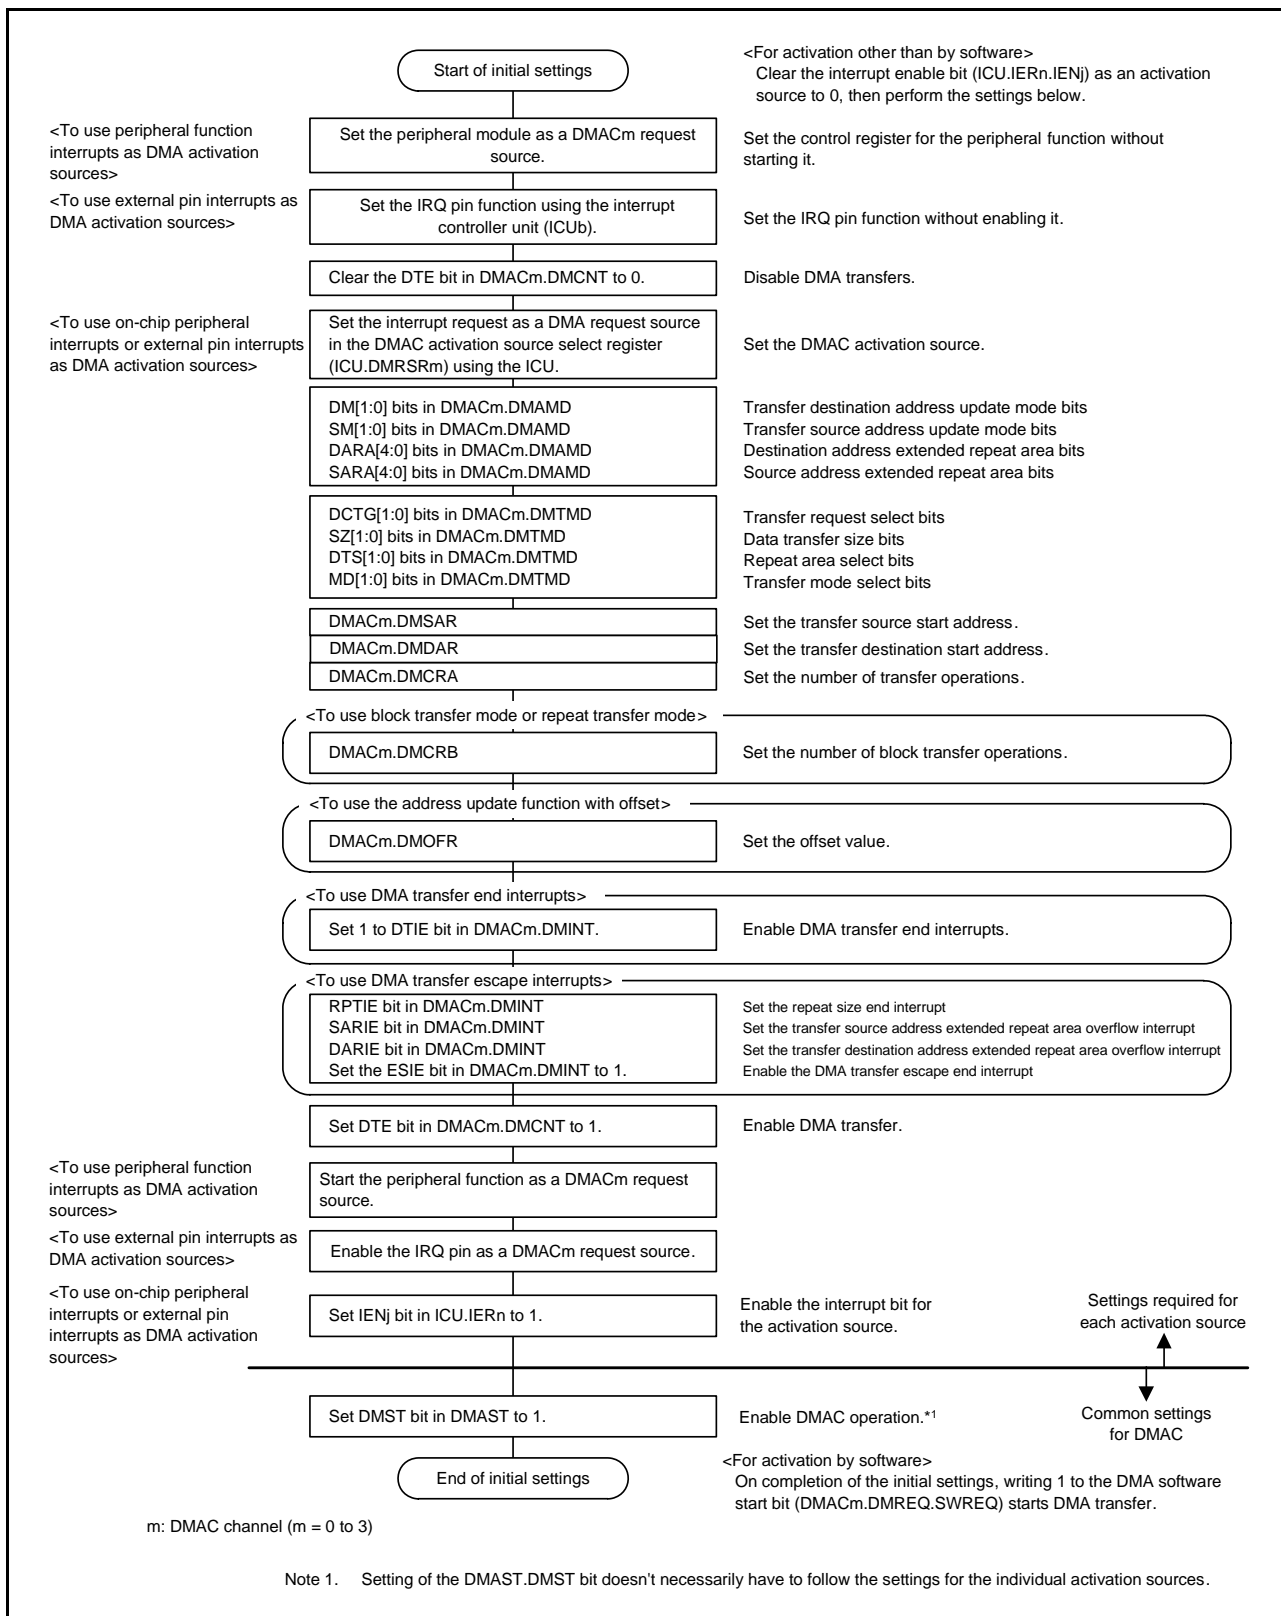 Start of initial settings
<For activation other than by software>
Clear the interrupt enable bit (ICU.IERn.IENj) as an activation
source to 0, then perform the settings below.
<To use peripheral function
interrupts as DMA activation
sources>
Set the peripheral module as a DMACm request
source.
Set the control register for the peripheral function without
starting it.
<To use external pin interrupts as
DMA activation sources>
Set the IRQ pin function using the interrupt
controller unit (ICUb).
Set the IRQ pin function without enabling it.
Clear the DTE bit in DMACm.DMCNT to 0.
Disable DMA transfers.
<To use on-chip peripheral
interrupts or external pin interrupts
as DMA activation sources>
Set the interrupt request as a DMA request source
in the DMAC activation source select register
(ICU.DMRSRm) using the ICU.
Set the DMAC activation source.
DM[1:0] bits in DMACm.DMAMD
Transfer destination address update mode bits
SM[1:0] bits in DMACm.DMAMD
Transfer source address update mode bits
DARA[4:0] bits in DMACm.DMAMD
Destination address extended repeat area bits
SARA[4:0] bits in DMACm.DMAMD
Source address extended repeat area bits
DCTG[1:0] bits in DMACm.DMTMD
Transfer request select bits
SZ[1:0] bits in DMACm.DMTMD
Data transfer size bits
DTS[1:0] bits in DMACm.DMTMD
Repeat area select bits
MD[1:0] bits in DMACm.DMTMD
Transfer mode select bits
DMACm.DMSAR
Set the transfer source start address.
DMACm.DMDAR
Set the transfer destination start address.
DMACm.DMCRA
Set the number of transfer operations.
<To use block transfer mode or repeat transfer mode>
DMACm.DMCRB
Set the number of block transfer operations.
<To use the address update function with offset>
DMACm.DMOFR
Set the offset value.
<To use DMA transfer end interrupts>
Set 1 to DTIE bit in DMACm.DMINT.
Enable DMA transfer end interrupts.
<To use DMA transfer escape interrupts>
RPTIE bit in DMACm.DMINT
Set the repeat size end interrupt
SARIE bit in DMACm.DMINT
Set the transfer source address extended repeat area overflow interrupt
DARIE bit in DMACm.DMINT
Set the transfer destination address extended repeat area overflow interrupt
Set the ESIE bit in DMACm.DMINT to 1.
Enable the DMA transfer escape end interrupt
Set DTE bit in DMACm.DMCNT to 1.
Enable DMA transfer.
<To use peripheral function
interrupts as DMA activation
sources>
Start the peripheral function as a DMACm request
source.
<To use external pin interrupts as
DMA activation sources>
Enable the IRQ pin as a DMACm request source.
<To use on-chip peripheral
interrupts or external pin
interrupts as DMA activation
sources>
Set IENj bit in ICU.IERn to 1.
Enable the interrupt bit for
the activation source.
Settings required for
each activation source
Set DMST bit in DMAST to 1.
Enable DMAC operation.*1
Common settings
for DMAC
End of initial settings
<For activation by software>
On completion of the initial settings, writing 1 to the DMA software
start bit (DMACm.DMREQ.SWREQ) starts DMA transfer.
m: DMAC channel (m = 0 to 3)
Note 1. Setting of the DMAST.DMST bit doesn't necessarily have to follow the settings for the individual activation sources.